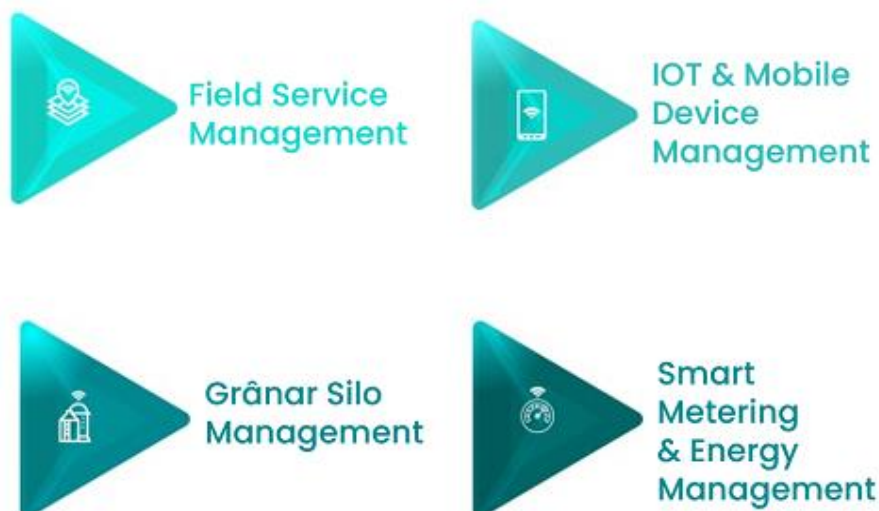 Field Service
Management
IOT & Mobile
Device
Management
Grânar Silo
Management
Smart
Metering
& Energy
Management